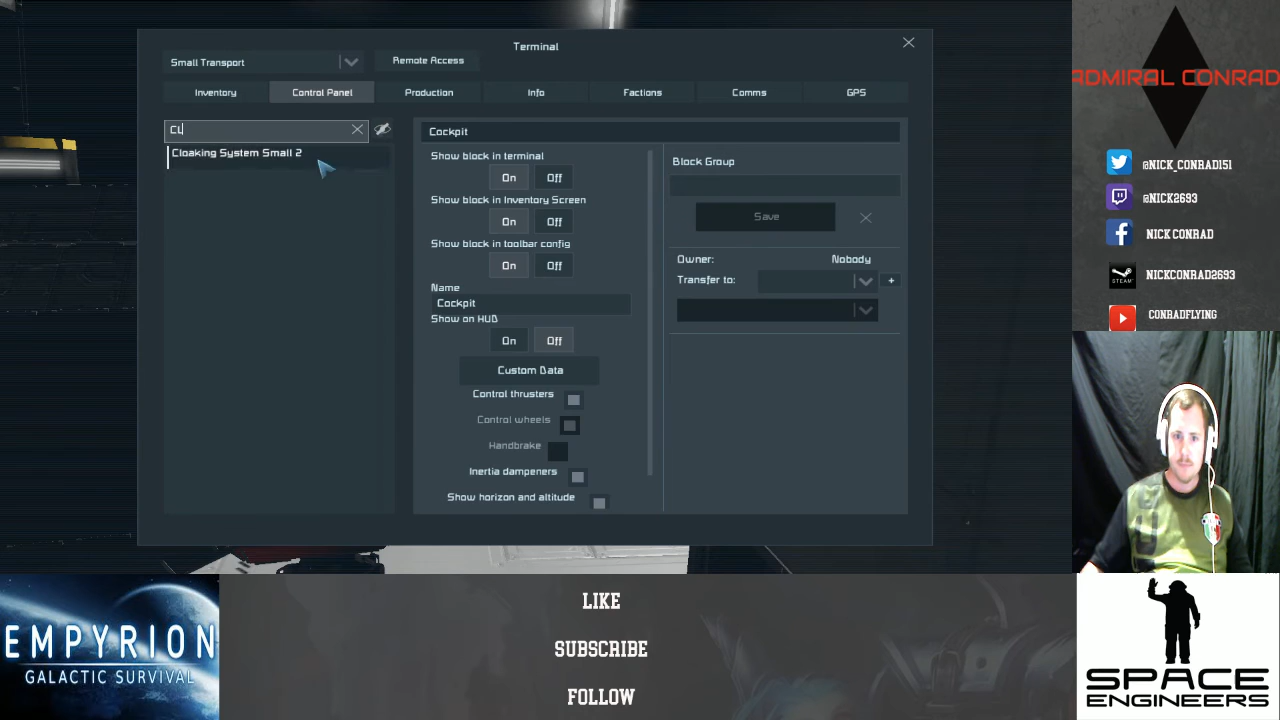 Terminal
Small Transport
Remote Access
Inventory
Control Panel
Production
Info
Factions
Comms
GPS
CL
Cloaking System Small 2
Cockpit
Show block in terminal
On Off
Show block in Inventory Screen
On Off
Show block in toolbar config
On Off
Name
Cockpit
Show on HUD
On Off
Custom Data
Control thrusters
Control wheels
Handbrake
Inertia dampeners
Show horizon and altitude
Block Group
Save
Owner: Nobody
Transfer to:
+
ADMIRAL CONRAD
@NICK_CONRAD151
@NICK2693
NICK CONRAD
STEAM
NICKCONRAD2693
CONRADFLYING
EMPYRION
GALACTIC SURVIVAL
LIKE
SUBSCRIBE
FOLLOW
SPACE
ENGINEERS